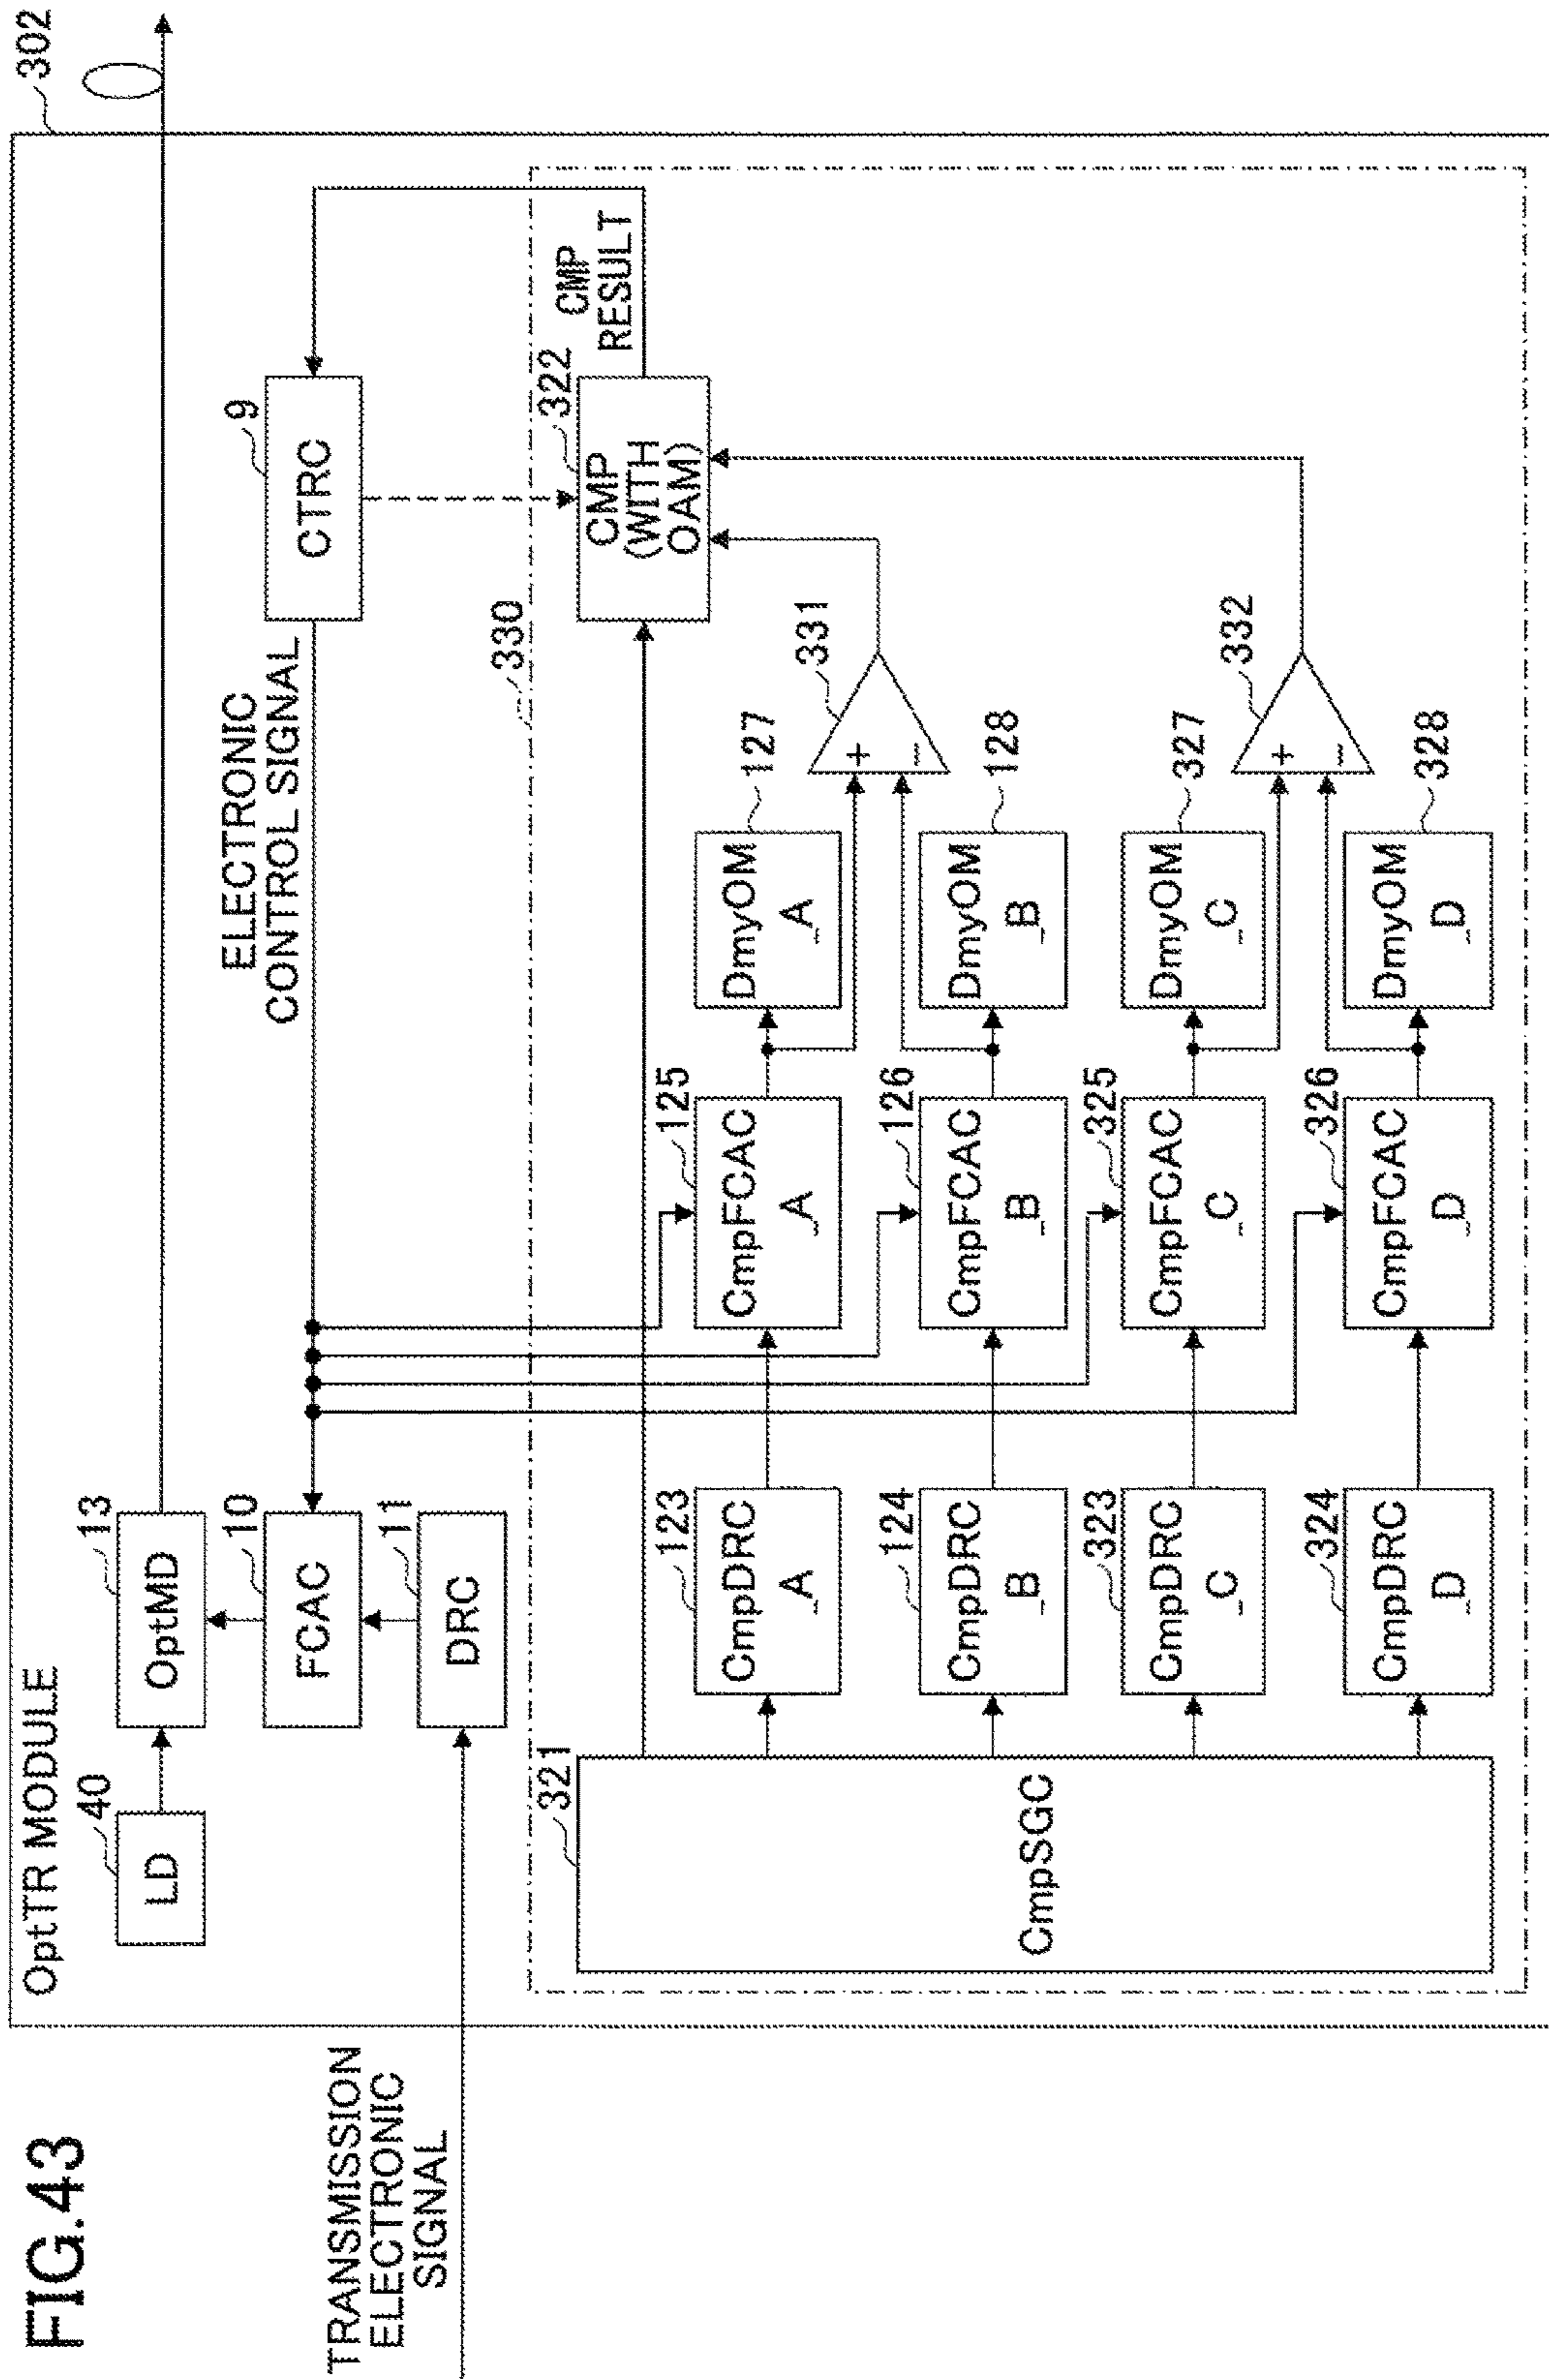 FIG.43
302
OptTR MODULE
TRANSMISSION
ELECTRONIC
SIGNAL
40
LD
13
OptMD
10
FCAC
11
DRC
ELECTRONIC
CONTROL SIGNAL
9
CTRC
330
322
CMP
(WITH
OAM)
CMP
RESULT
321
CmpSGC
123
CmpDRC
_A
125
CmpFCAC
_A
127
DmyOM
_A
331
+
-
124
CmpDRC
_B
126
CmpFCAC
_B
128
DmyOM
_B
323
CmpDRC
_C
325
CmpFCAC
_C
327
DmyOM
_C
332
+
-
324
CmpDRC
_D
326
CmpFCAC
_D
328
DmyOM
_D